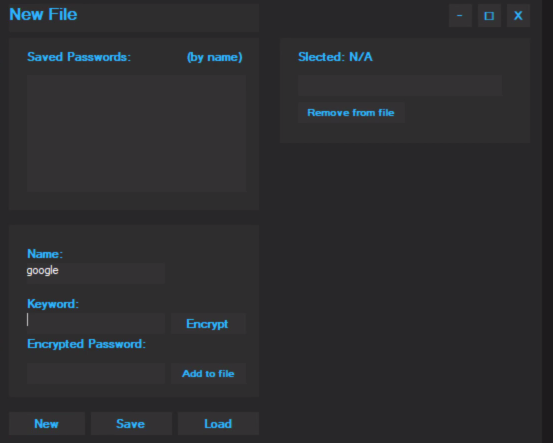 New File
- □ X
Saved Passwords: (by name)
Slected: N/A
Remove from file
Name:
google
Keyword:
Encrypt
Encrypted Password:
Add to file
New Save Load